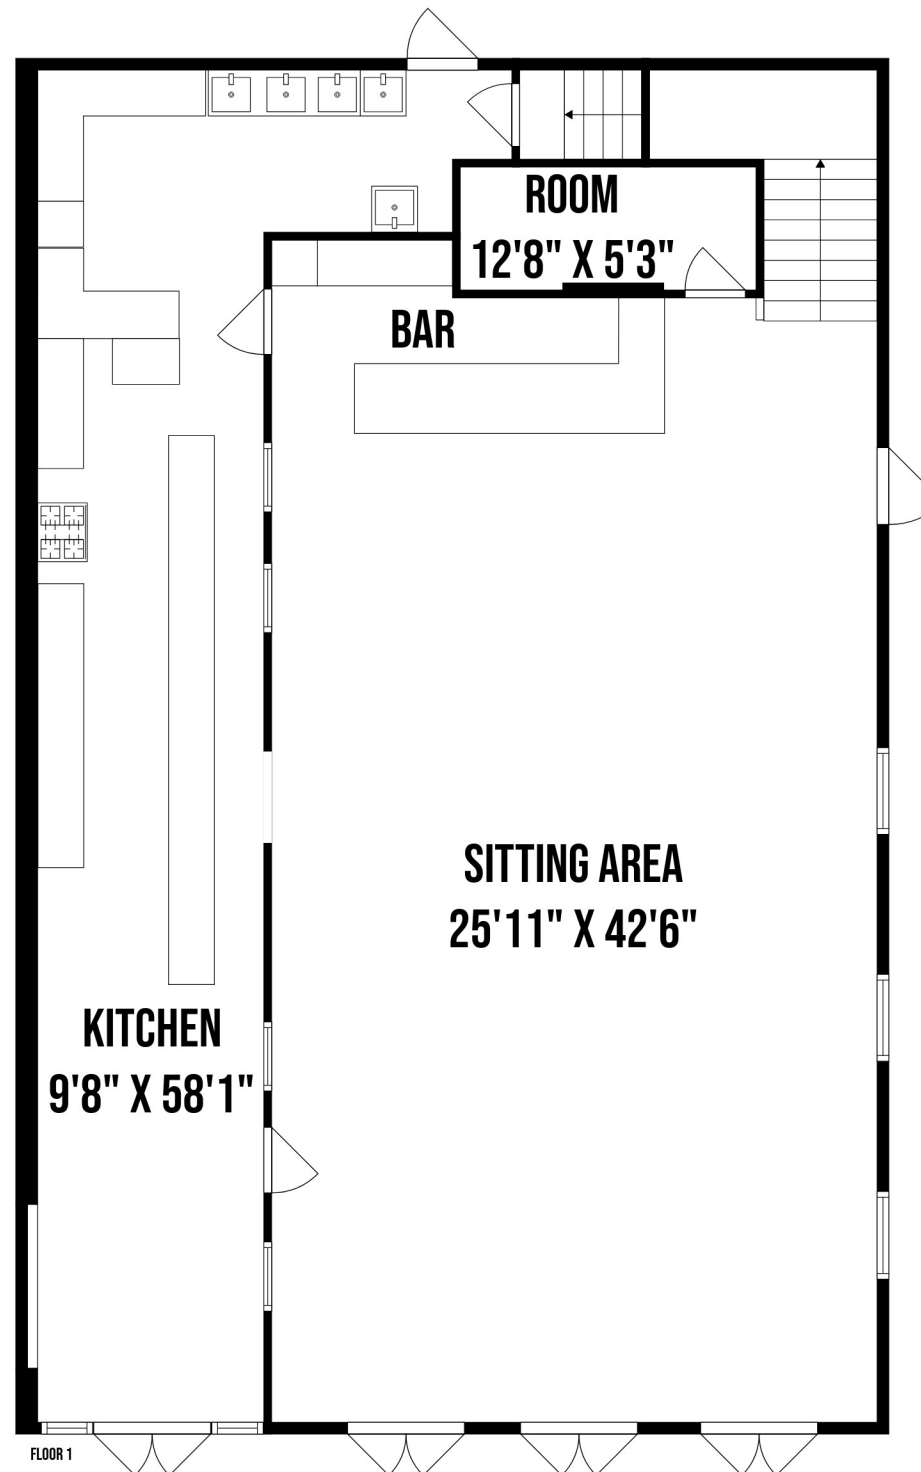 ROOM
12'8" X 5'3"
BAR
SITTING AREA
25'11" X 42'6"
KITCHEN
9'8" X 58'1"
FLOOR 1